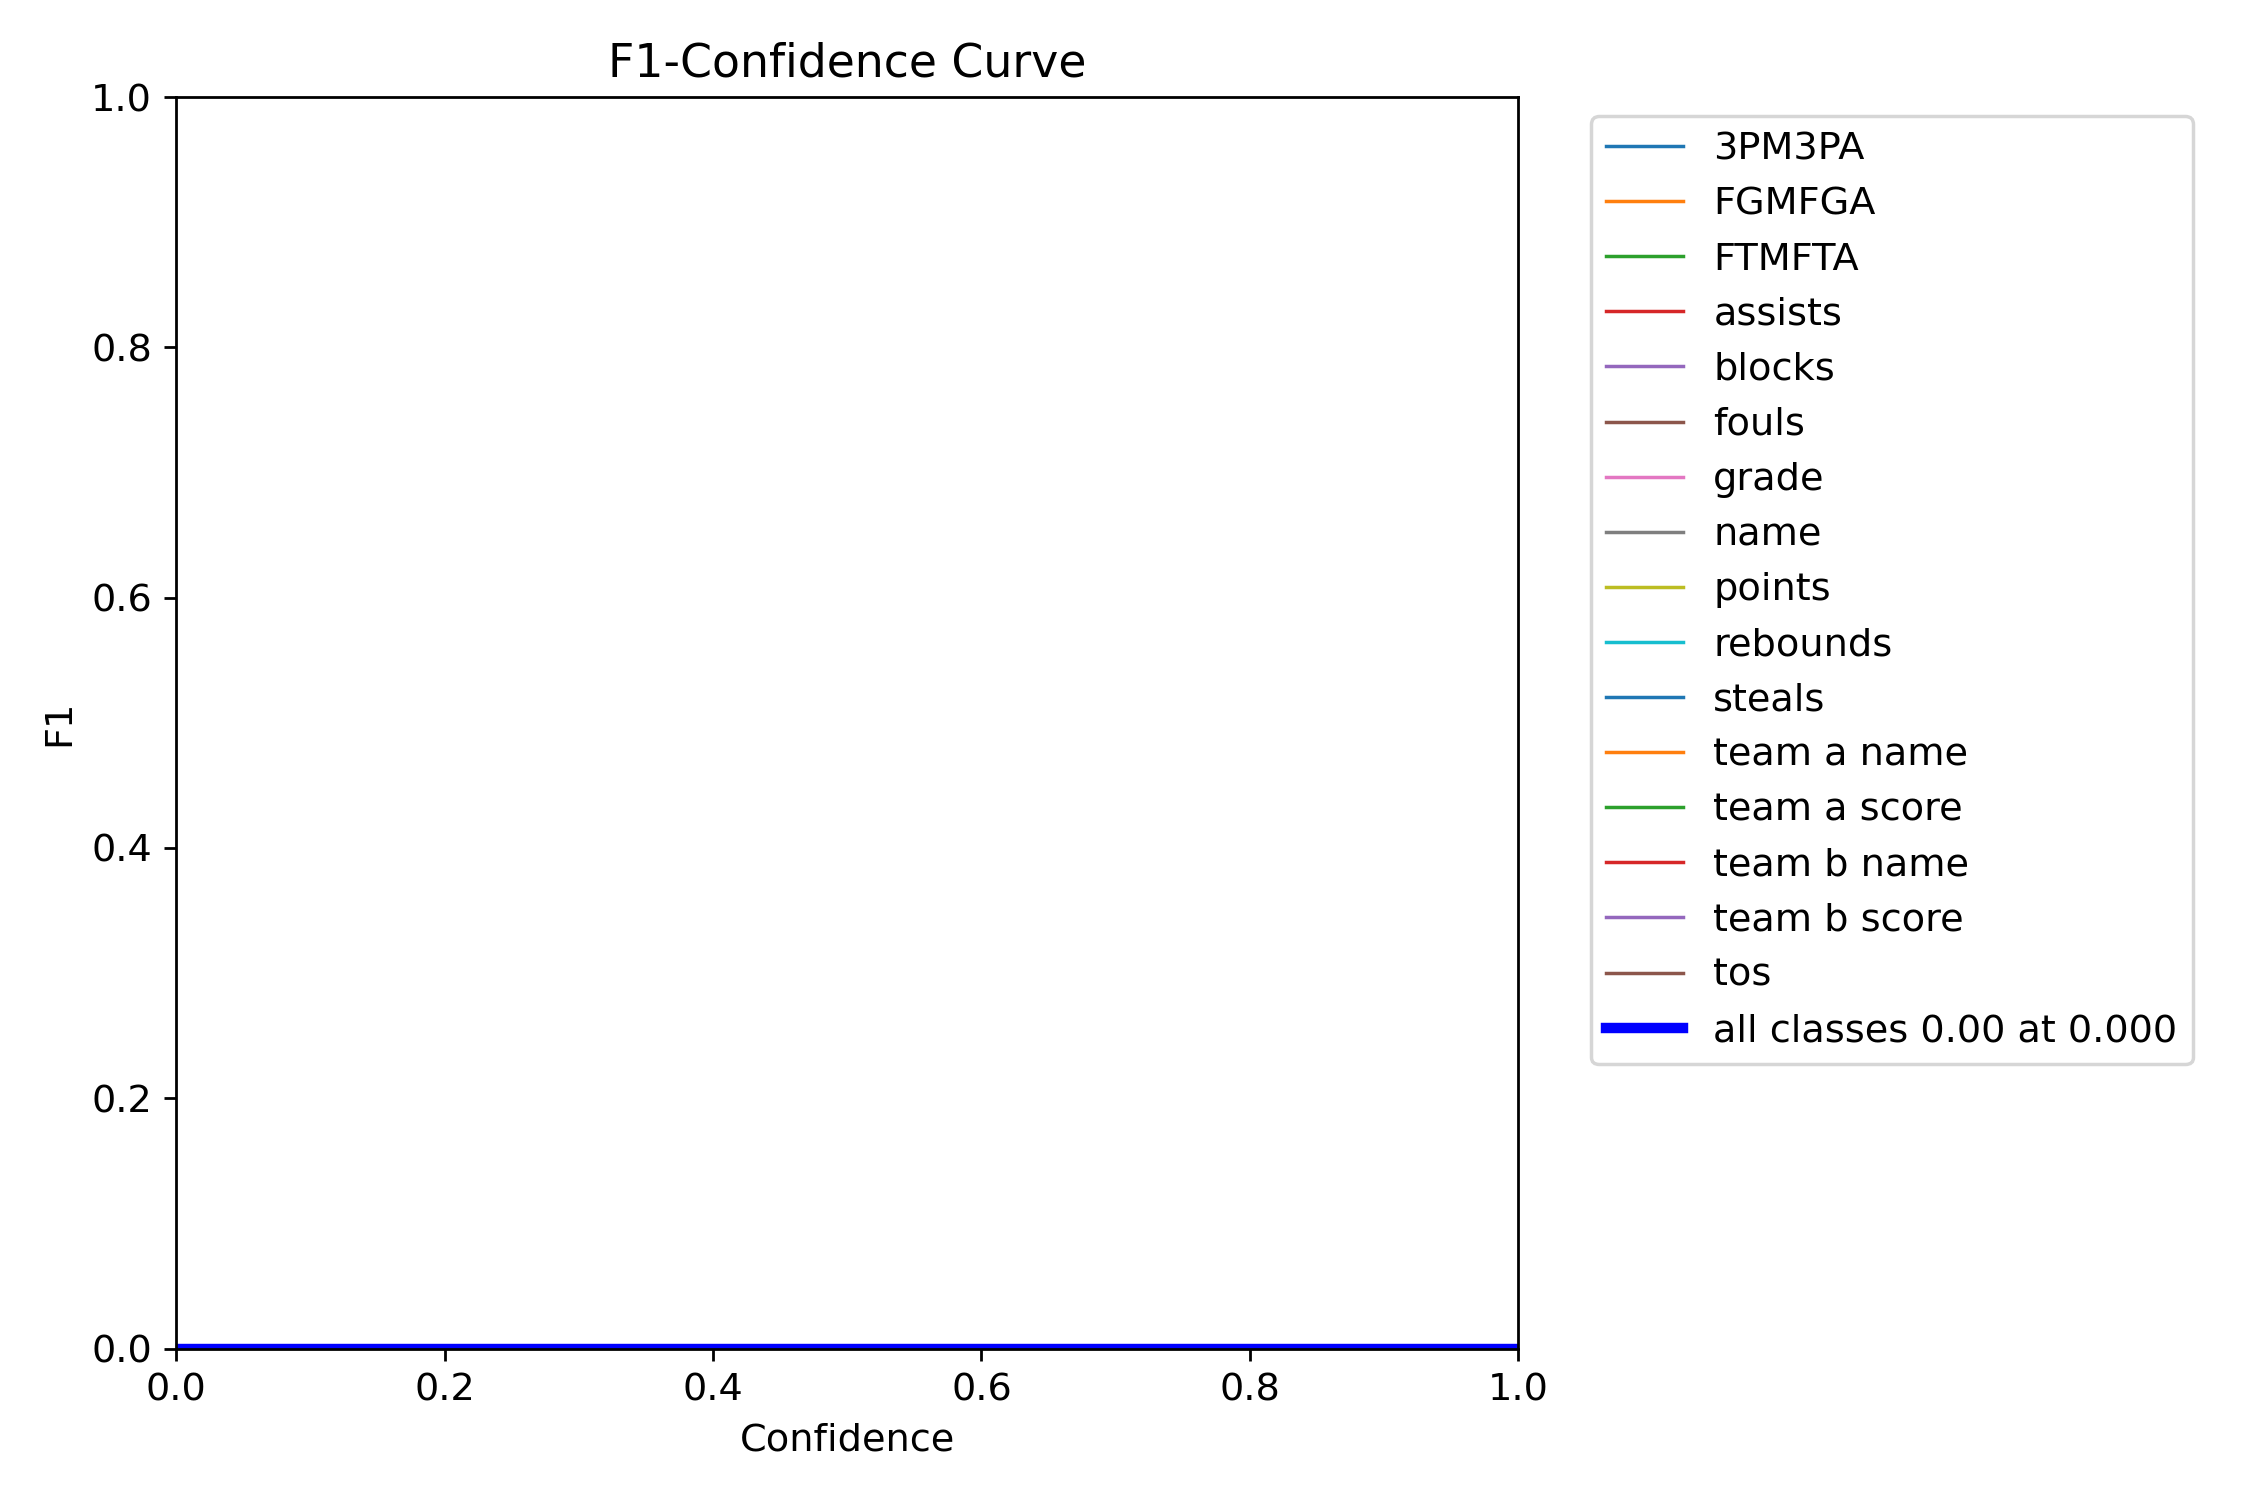 F1-Confidence Curve
1.0
0.8
0.6
0.4
0.2
0.0
F1
0.0 0.2 0.4 0.6 0.8 1.0
Confidence
3PM3PA
FGMFGA
FTMFTA
assists
blocks
fouls
grade
name
points
rebounds
steals
team a name
team a score
team b name
team b score
tos
all classes 0.00 at 0.000